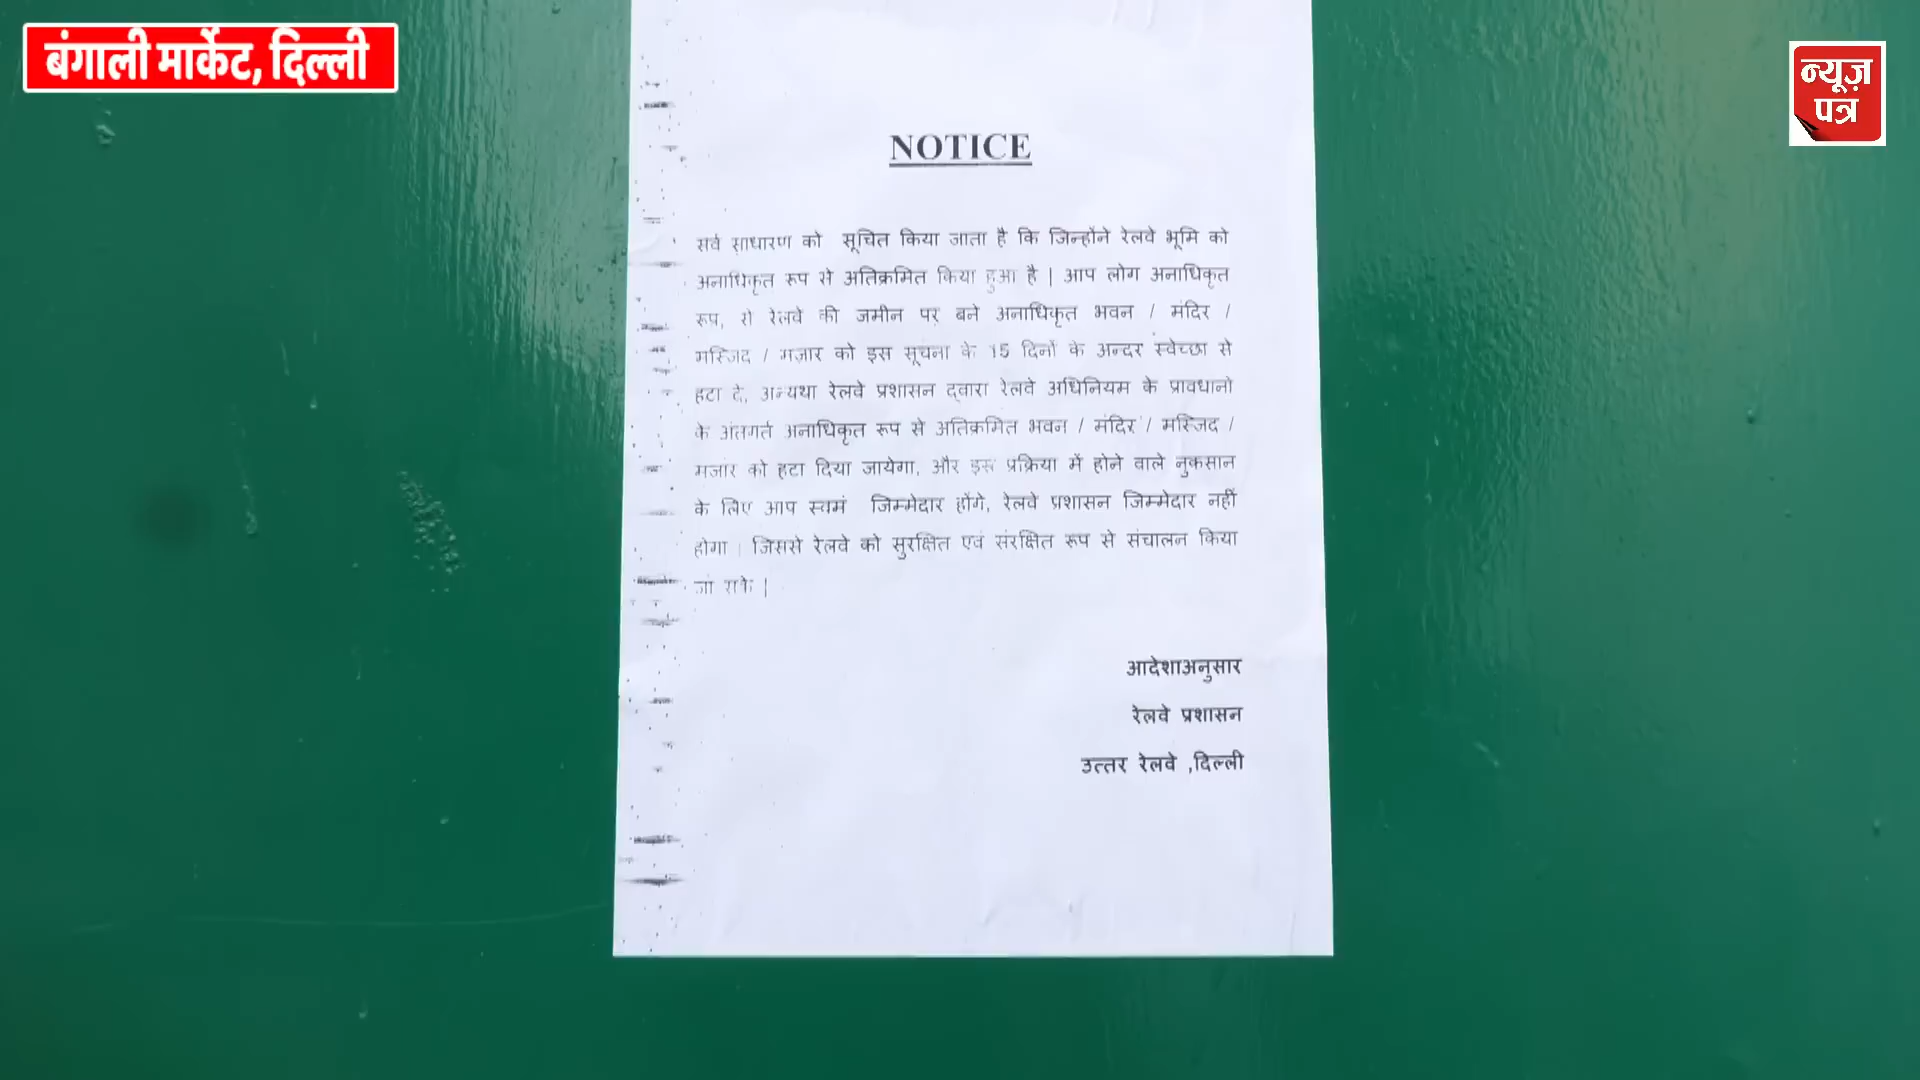 बंगाली मार्केट, दिल्ली
न्यूज़
पत्र
NOTICE
सर्व साधारण को सूचित किया जाता है कि जिन्होंने रेलवे भूमि को
अनाधिकृत रूप से अतिक्रमित किया हुआ है | आप लोग अनाधिकृत
रूप, से रेलवे की जमीन पर बने अनाधिकृत भवन / मंदिर /
मस्जिद / मज़ार को इस सूचना के 15 दिनों के अन्दर स्वेच्छा से
हटा दे, अन्यथा रेलवे प्रशासन द्वारा रेलवे अधिनियम के प्रावधानो
के अंतगर्त अनाधिकृत रूप से अतिक्रमित भवन / मंदिर / मस्जिद /
मजार को हटा दिया जायेगा, और इस प्रक्रिया में होने वाले नुकसान
के लिए आप स्वमं जिम्मेदार होंगे, रेलवे प्रशासन जिम्मेदार नहीं
होगा | जिससे रेलवे को सुरक्षित एवं संरक्षित रूप से संचालन किया
जा सके |
आदेशाअनुसार
रेलवे प्रशासन
उत्तर रेलवे ,दिल्ली